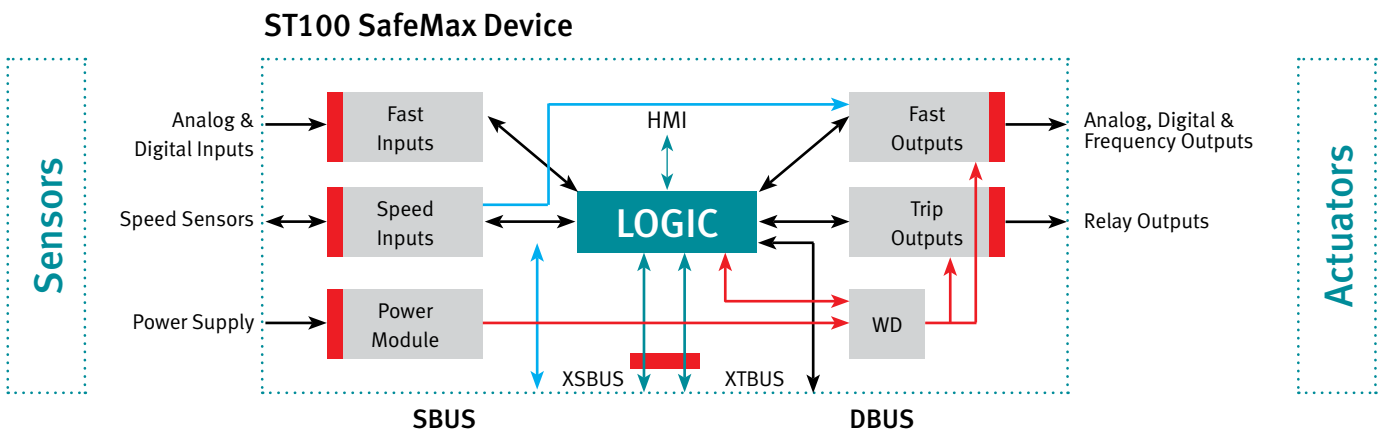 ST100 SafeMax Device
Sensors
Analog &
Digital Inputs
Fast
Inputs
HMI
Fast
Outputs
Analog, Digital &
Frequency Outputs
Speed Sensors
Speed
Inputs
LOGIC
Trip
Outputs
Relay Outputs
Power Supply
Power
Module
WD
XSBUS
XTBUS
SBUS
DBUS
Actuators